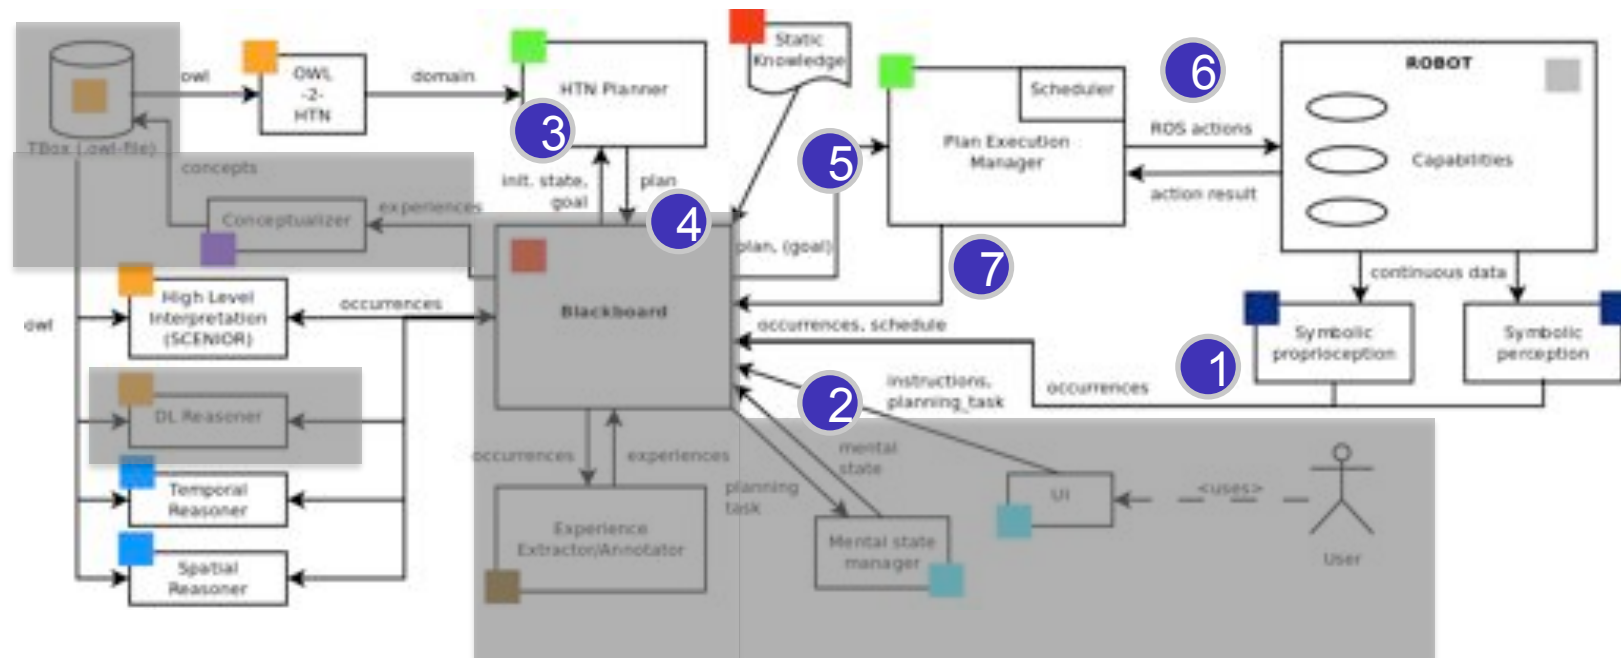 TBox (.owl-file)
owl
OWL
-2-
HTN
domain
HTN Planner
3
init. state,
goal
plan
4
Static
Knowledge
5
plan, (goal)
Scheduler
Plan Execution
Manager
6
ROS actions
action result
ROBOT
Capabilities
continuous data
7
concepts
Conceptualizer
experiences
owl
High Level
Interpretation
(SCENIOR)
occurrences
Blackboard
occurrences, schedule
1
Symbolic
proprioception
Symbolic
perception
occurrences
2
instructions,
planning_task
DL Reasoner
Temporal
Reasoner
Spatial
Reasoner
occurrences
experiences
Experience
Extractor/Annotator
planning
task
mental
state
Mental state
manager
UI
<uses>
User